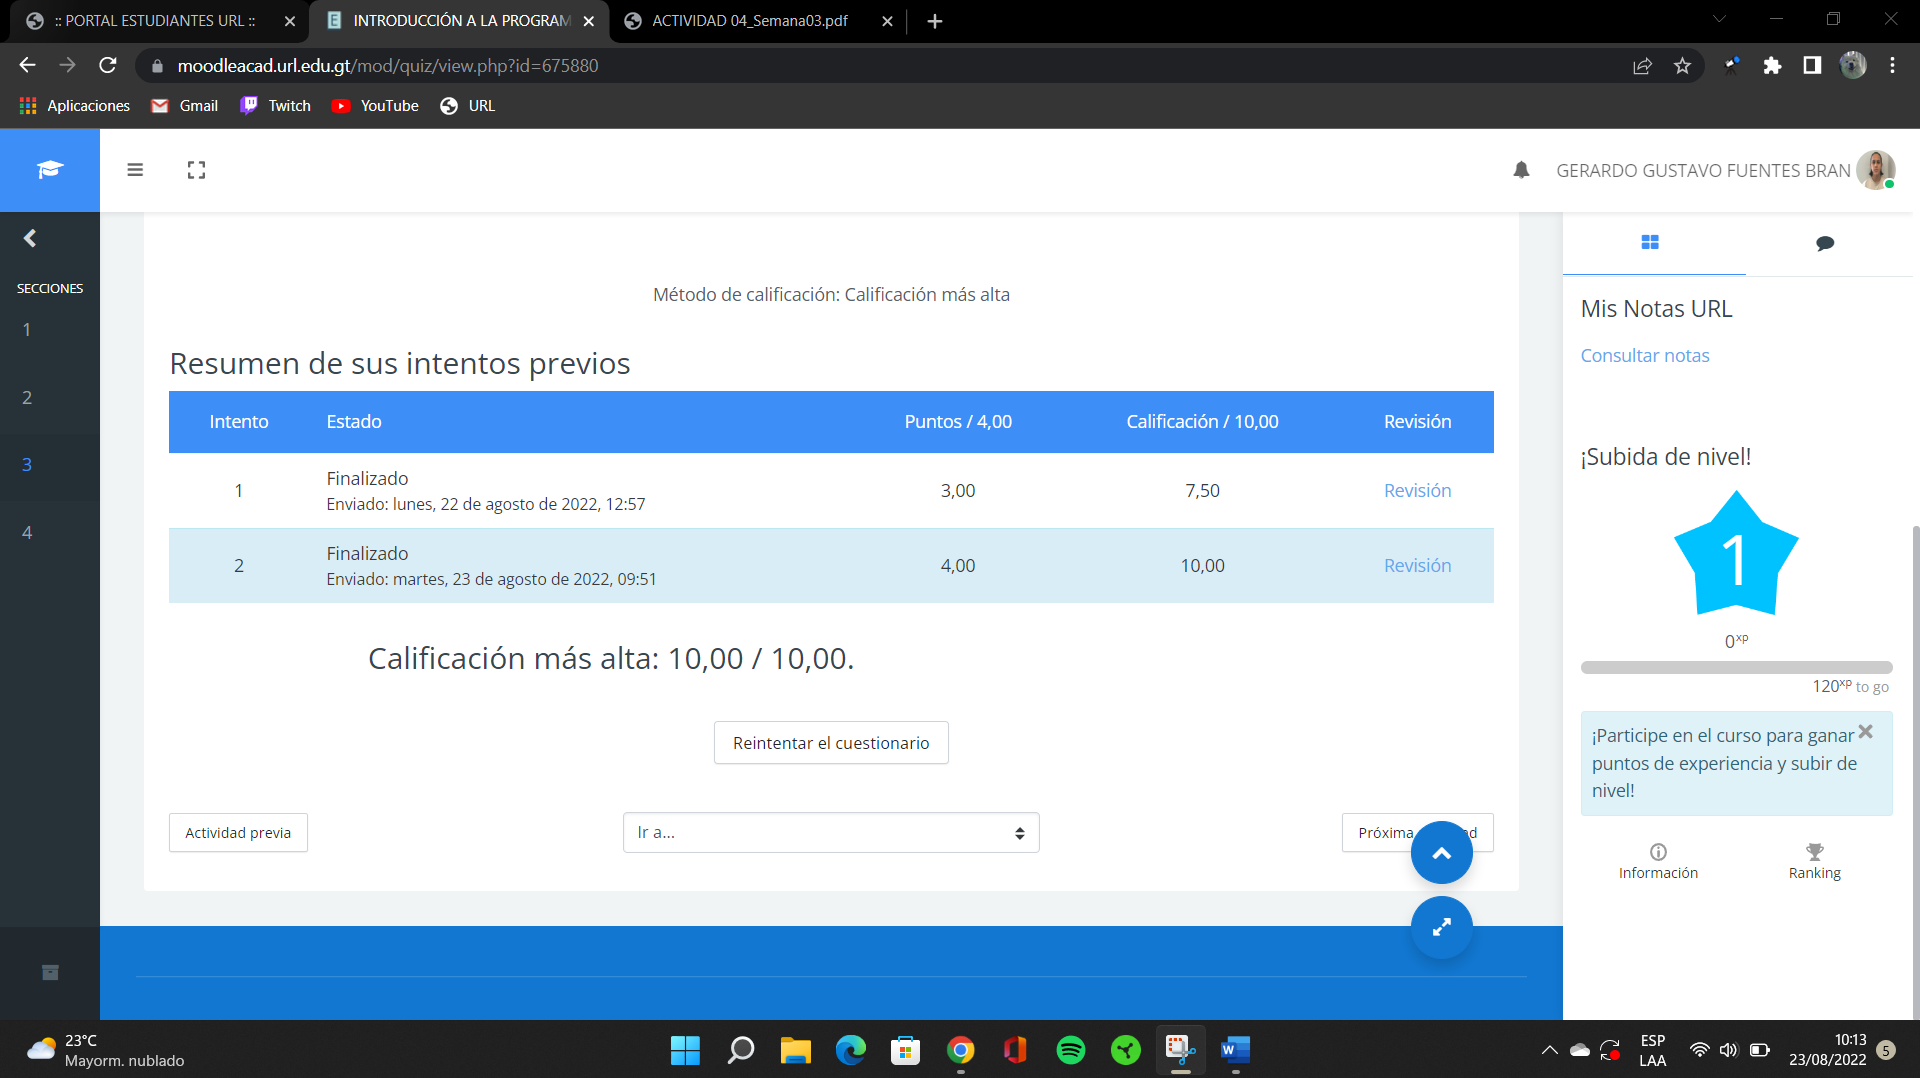 :: PORTAL ESTUDIANTES URL ::
INTRODUCCIÓN A LA PROGRAM
ACTIVIDAD 04_Semana03.pdf
moodleacad.url.edu.gt/mod/quiz/view.php?id=675880
Aplicaciones
Gmail
Twitch
YouTube
URL
GERARDO GUSTAVO FUENTES BRAN
SECCIONES
1
2
3
4
Método de calificación: Calificación más alta
Resumen de sus intentos previos
Intento Estado Puntos / 4,00 Calificación / 10,00 Revisión
1 Finalizado 3,00 7,50 Revisión
Enviado: lunes, 22 de agosto de 2022, 12:57
2 Finalizado 4,00 10,00 Revisión
Enviado: martes, 23 de agosto de 2022, 09:51
Calificación más alta: 10,00 / 10,00.
Reintentar el cuestionario
Actividad previa
Ir a...
Próxima
Mis Notas URL
Consultar notas
¡Subida de nivel!
1
0xp
120xp to go
¡Participe en el curso para ganar
puntos de experiencia y subir de
nivel!
Información
Ranking
23°C
Mayorm. nublado
ESP
LAA
10:13
23/08/2022
5